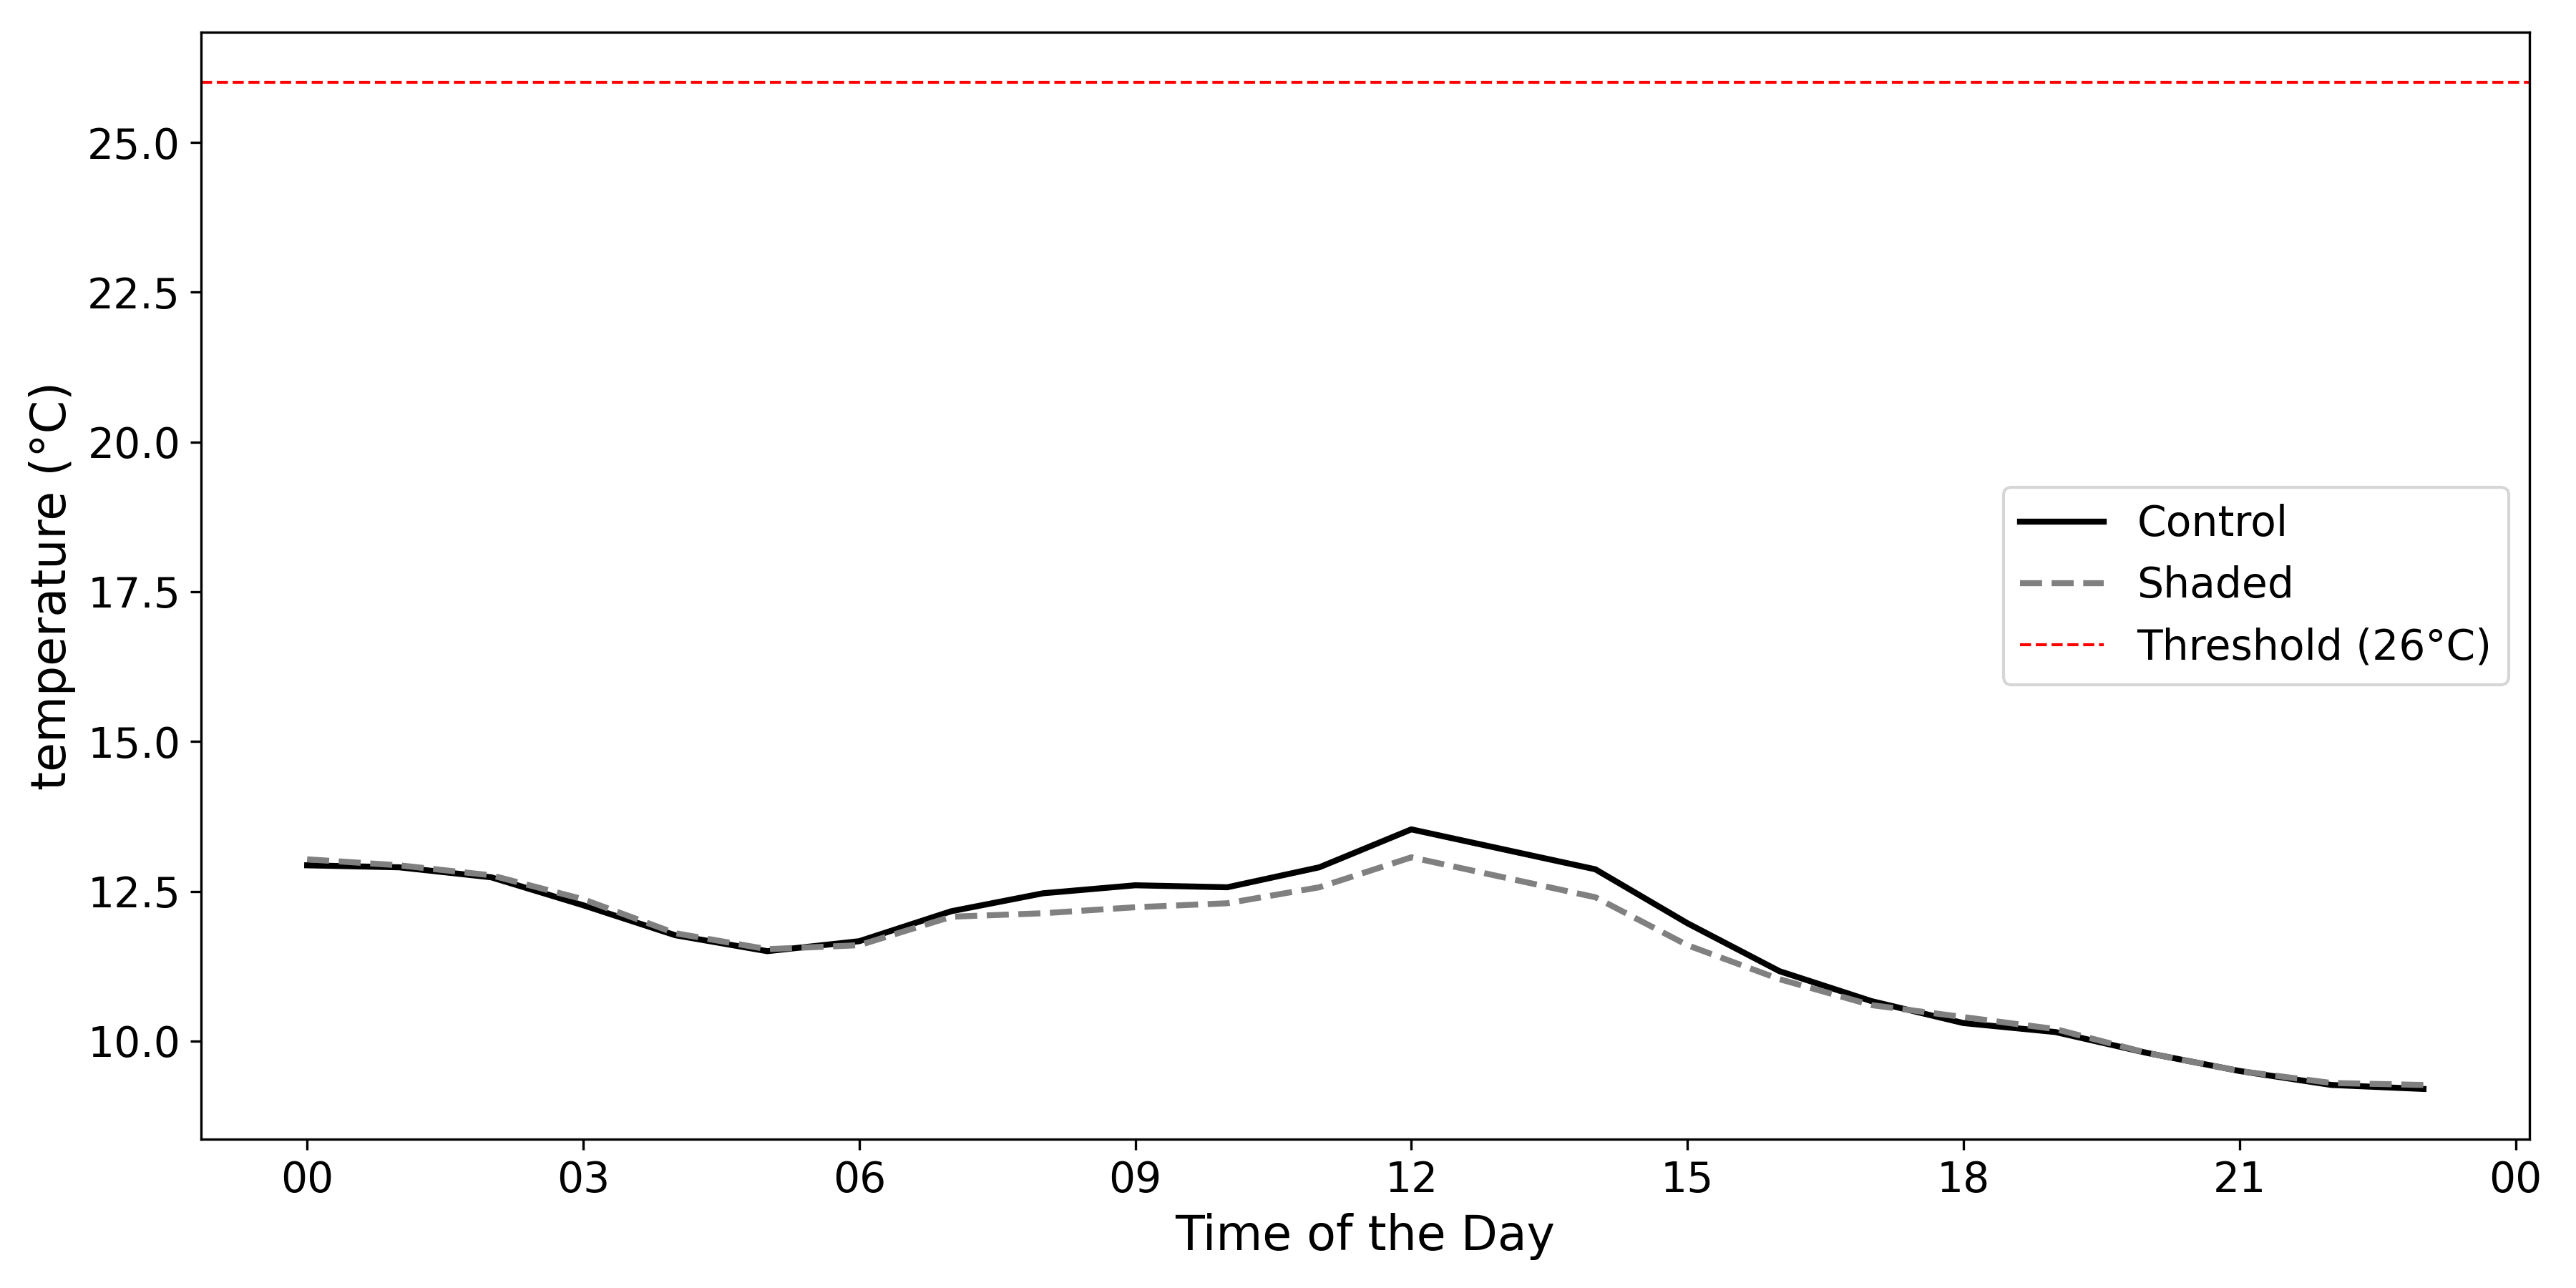 temperature (°C)
25.0
22.5
20.0
17.5
15.0
12.5
10.0
Control
Shaded
Threshold (26°C)
00 03 06 09 12 15 18 21 00
Time of the Day